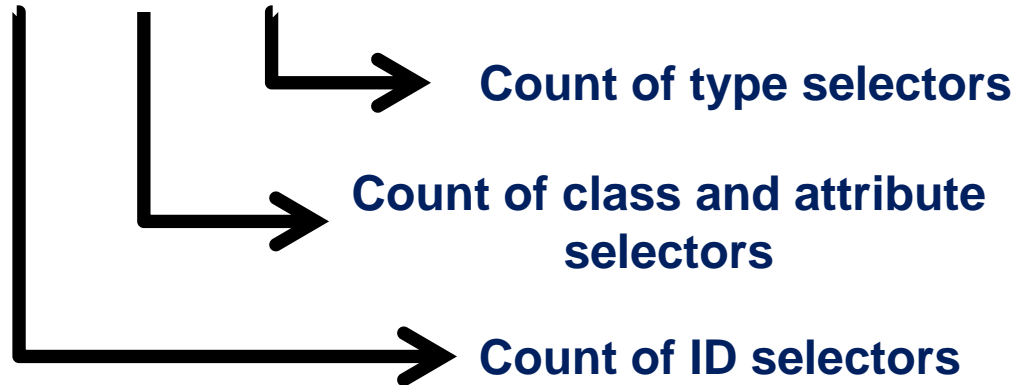 Count of type selectors
Count of class and attribute
selectors
Count of ID selectors